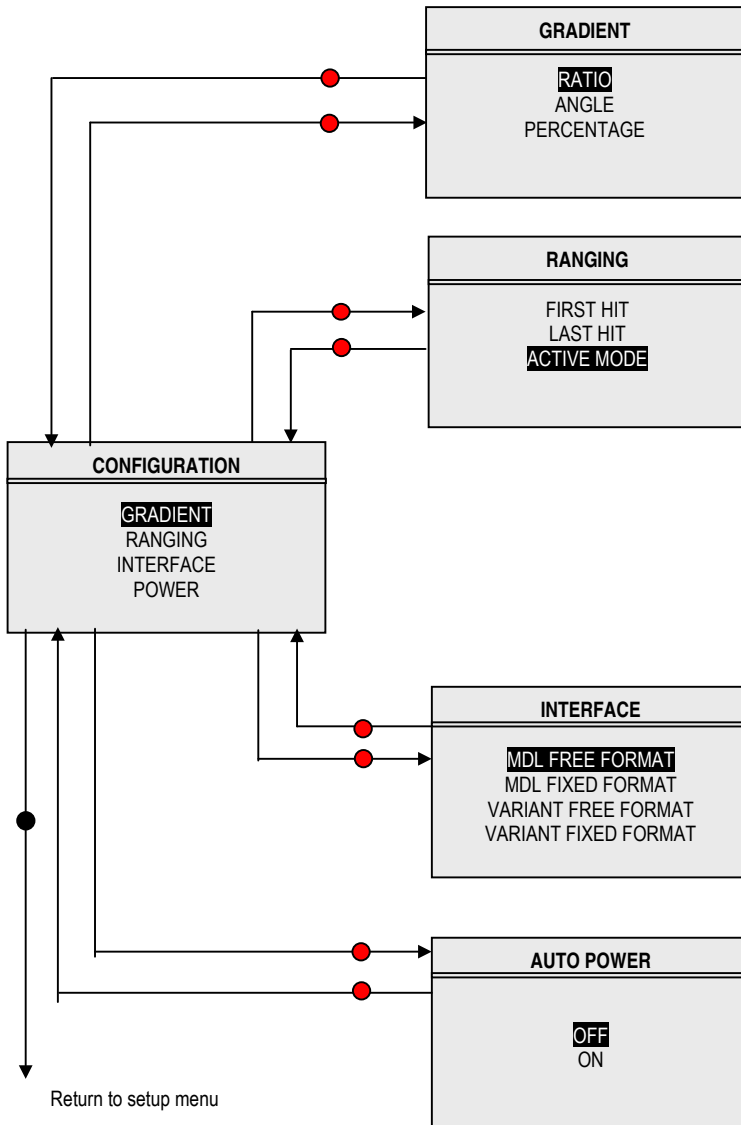 GRADIENT
RATIO
ANGLE
PERCENTAGE
RANGING
FIRST HIT
LAST HIT
ACTIVE MODE
CONFIGURATION
GRADIENT
RANGING
INTERFACE
POWER
INTERFACE
MDL FREE FORMAT
MDL FIXED FORMAT
VARIANT FREE FORMAT
VARIANT FIXED FORMAT
AUTO POWER
OFF
ON
Return to setup menu